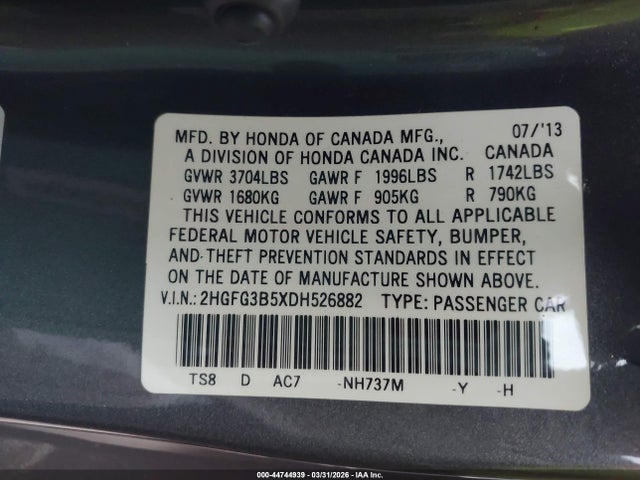 MFD. BY HONDA OF CANADA MFG., 07/'13
A DIVISION OF HONDA CANADA INC. CANADA
GVWR 3704LBS GAWR F 1996LBS R 1742LBS
GVWR 1680KG GAWR F 905KG R 790KG
THIS VEHICLE CONFORMS TO ALL APPLICABLE
FEDERAL MOTOR VEHICLE SAFETY, BUMPER,
AND THEFT PREVENTION STANDARDS IN EFFECT
ON THE DATE OF MANUFACTURE SHOWN ABOVE.
V.I.N.: 2HGFG3B5XDH526882 TYPE: PASSENGER CAR
TS8 D AC7 -NH737M -Y -H
000-44744939 | 03/31/2026 - IAA Inc.